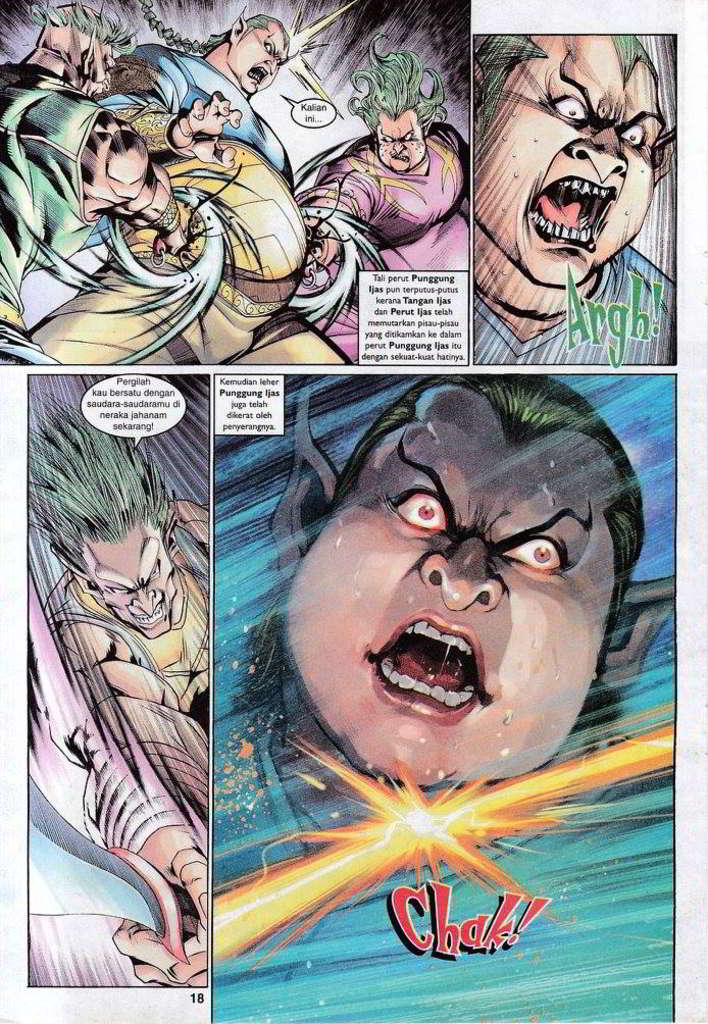 Kalian
ini...
Tali perut Punggung
Ijas pun terputus-putus
kerana Tangan Ijas
dan Perut Ijas telah
memutarkan pisau-pisau
yang ditikamkan ke dalam
perut Punggung Ijas itu
dengan sekuat-kuat hatinya.
Argh!
Pergilah
kau bersatu dengan
saudara-saudaramu di
neraka jahanam
sekarang!
Kemudian leher
Punggung Ijas
juga telah
dikerat oleh
penyerangnya.
Chak!
18